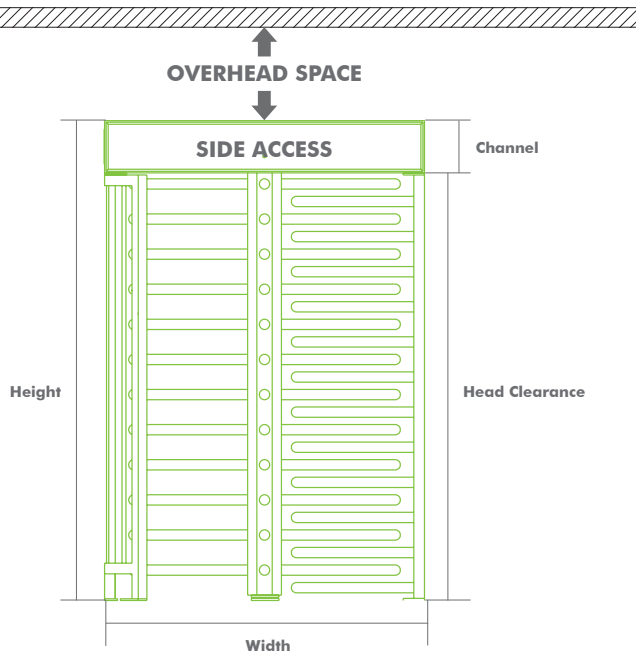 OVERHEAD SPACE
SIDE ACCESS
Channel
Height
Head Clearance
Width